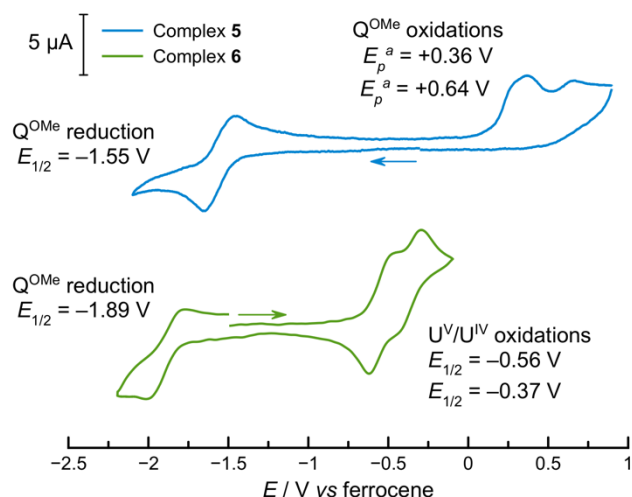 5 µA
Complex 5
Complex 6
Q^OMe oxidations
E_p^a = +0.36 V
E_p^a = +0.64 V
Q^OMe reduction
E_1/2 = –1.55 V
Q^OMe reduction
E_1/2 = –1.89 V
U^V/U^IV oxidations
E_1/2 = –0.56 V
E_1/2 = –0.37 V
−2.5 −2 −1.5 −1 −0.5 0 0.5 1
E / V vs ferrocene